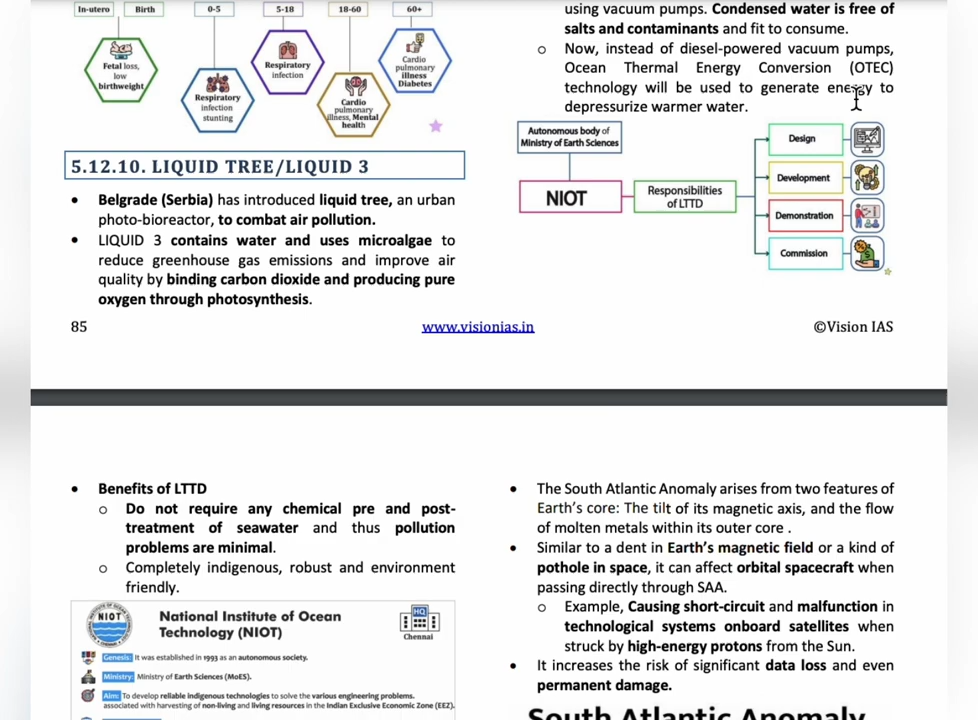 In-utero Birth 0-5 5-18 18-60 60+
Fetal loss,
low
birthweight
Respiratory
infection
stunting
Respiratory
infection
Cardio
pulmonary
illness, Mental
health
Cardio
pulmonary
illness
Diabetes
5.12.10. LIQUID TREE/LIQUID 3
• Belgrade (Serbia) has introduced liquid tree, an urban
photo-bioreactor, to combat air pollution.
• LIQUID 3 contains water and uses microalgae to
reduce greenhouse gas emissions and improve air
quality by binding carbon dioxide and producing pure
oxygen through photosynthesis.
using vacuum pumps. Condensed water is free of
salts and contaminants and fit to consume.
o Now, instead of diesel-powered vacuum pumps,
Ocean Thermal Energy Conversion (OTEC)
technology will be used to generate energy to
depressurize warmer water.
Autonomous body of
Ministry of Earth Sciences
NIOT
Responsibilities
of LTTD
Design
Development
Demonstration
Commission
85 www.visionias.in ©Vision IAS
• Benefits of LTTD
o Do not require any chemical pre and post-
treatment of seawater and thus pollution
problems are minimal.
o Completely indigenous, robust and environment
friendly.
NIOT
National Institute of Ocean
Technology (NIOT)
HQ
Chennai
Genesis: It was established in 1993 as an autonomous society.
Ministry: Ministry of Earth Sciences (MoES).
Aim: To develop reliable indigenous technologies to solve the various engineering problems.
associated with harvesting of non-living and living resources in the Indian Exclusive Economic Zone (EEZ).
• The South Atlantic Anomaly arises from two features of
Earth's core: The tilt of its magnetic axis, and the flow
of molten metals within its outer core .
• Similar to a dent in Earth's magnetic field or a kind of
pothole in space, it can affect orbital spacecraft when
passing directly through SAA.
o Example, Causing short-circuit and malfunction in
technological systems onboard satellites when
struck by high-energy protons from the Sun.
• It increases the risk of significant data loss and even
permanent damage.
South Atlantic Anomaly